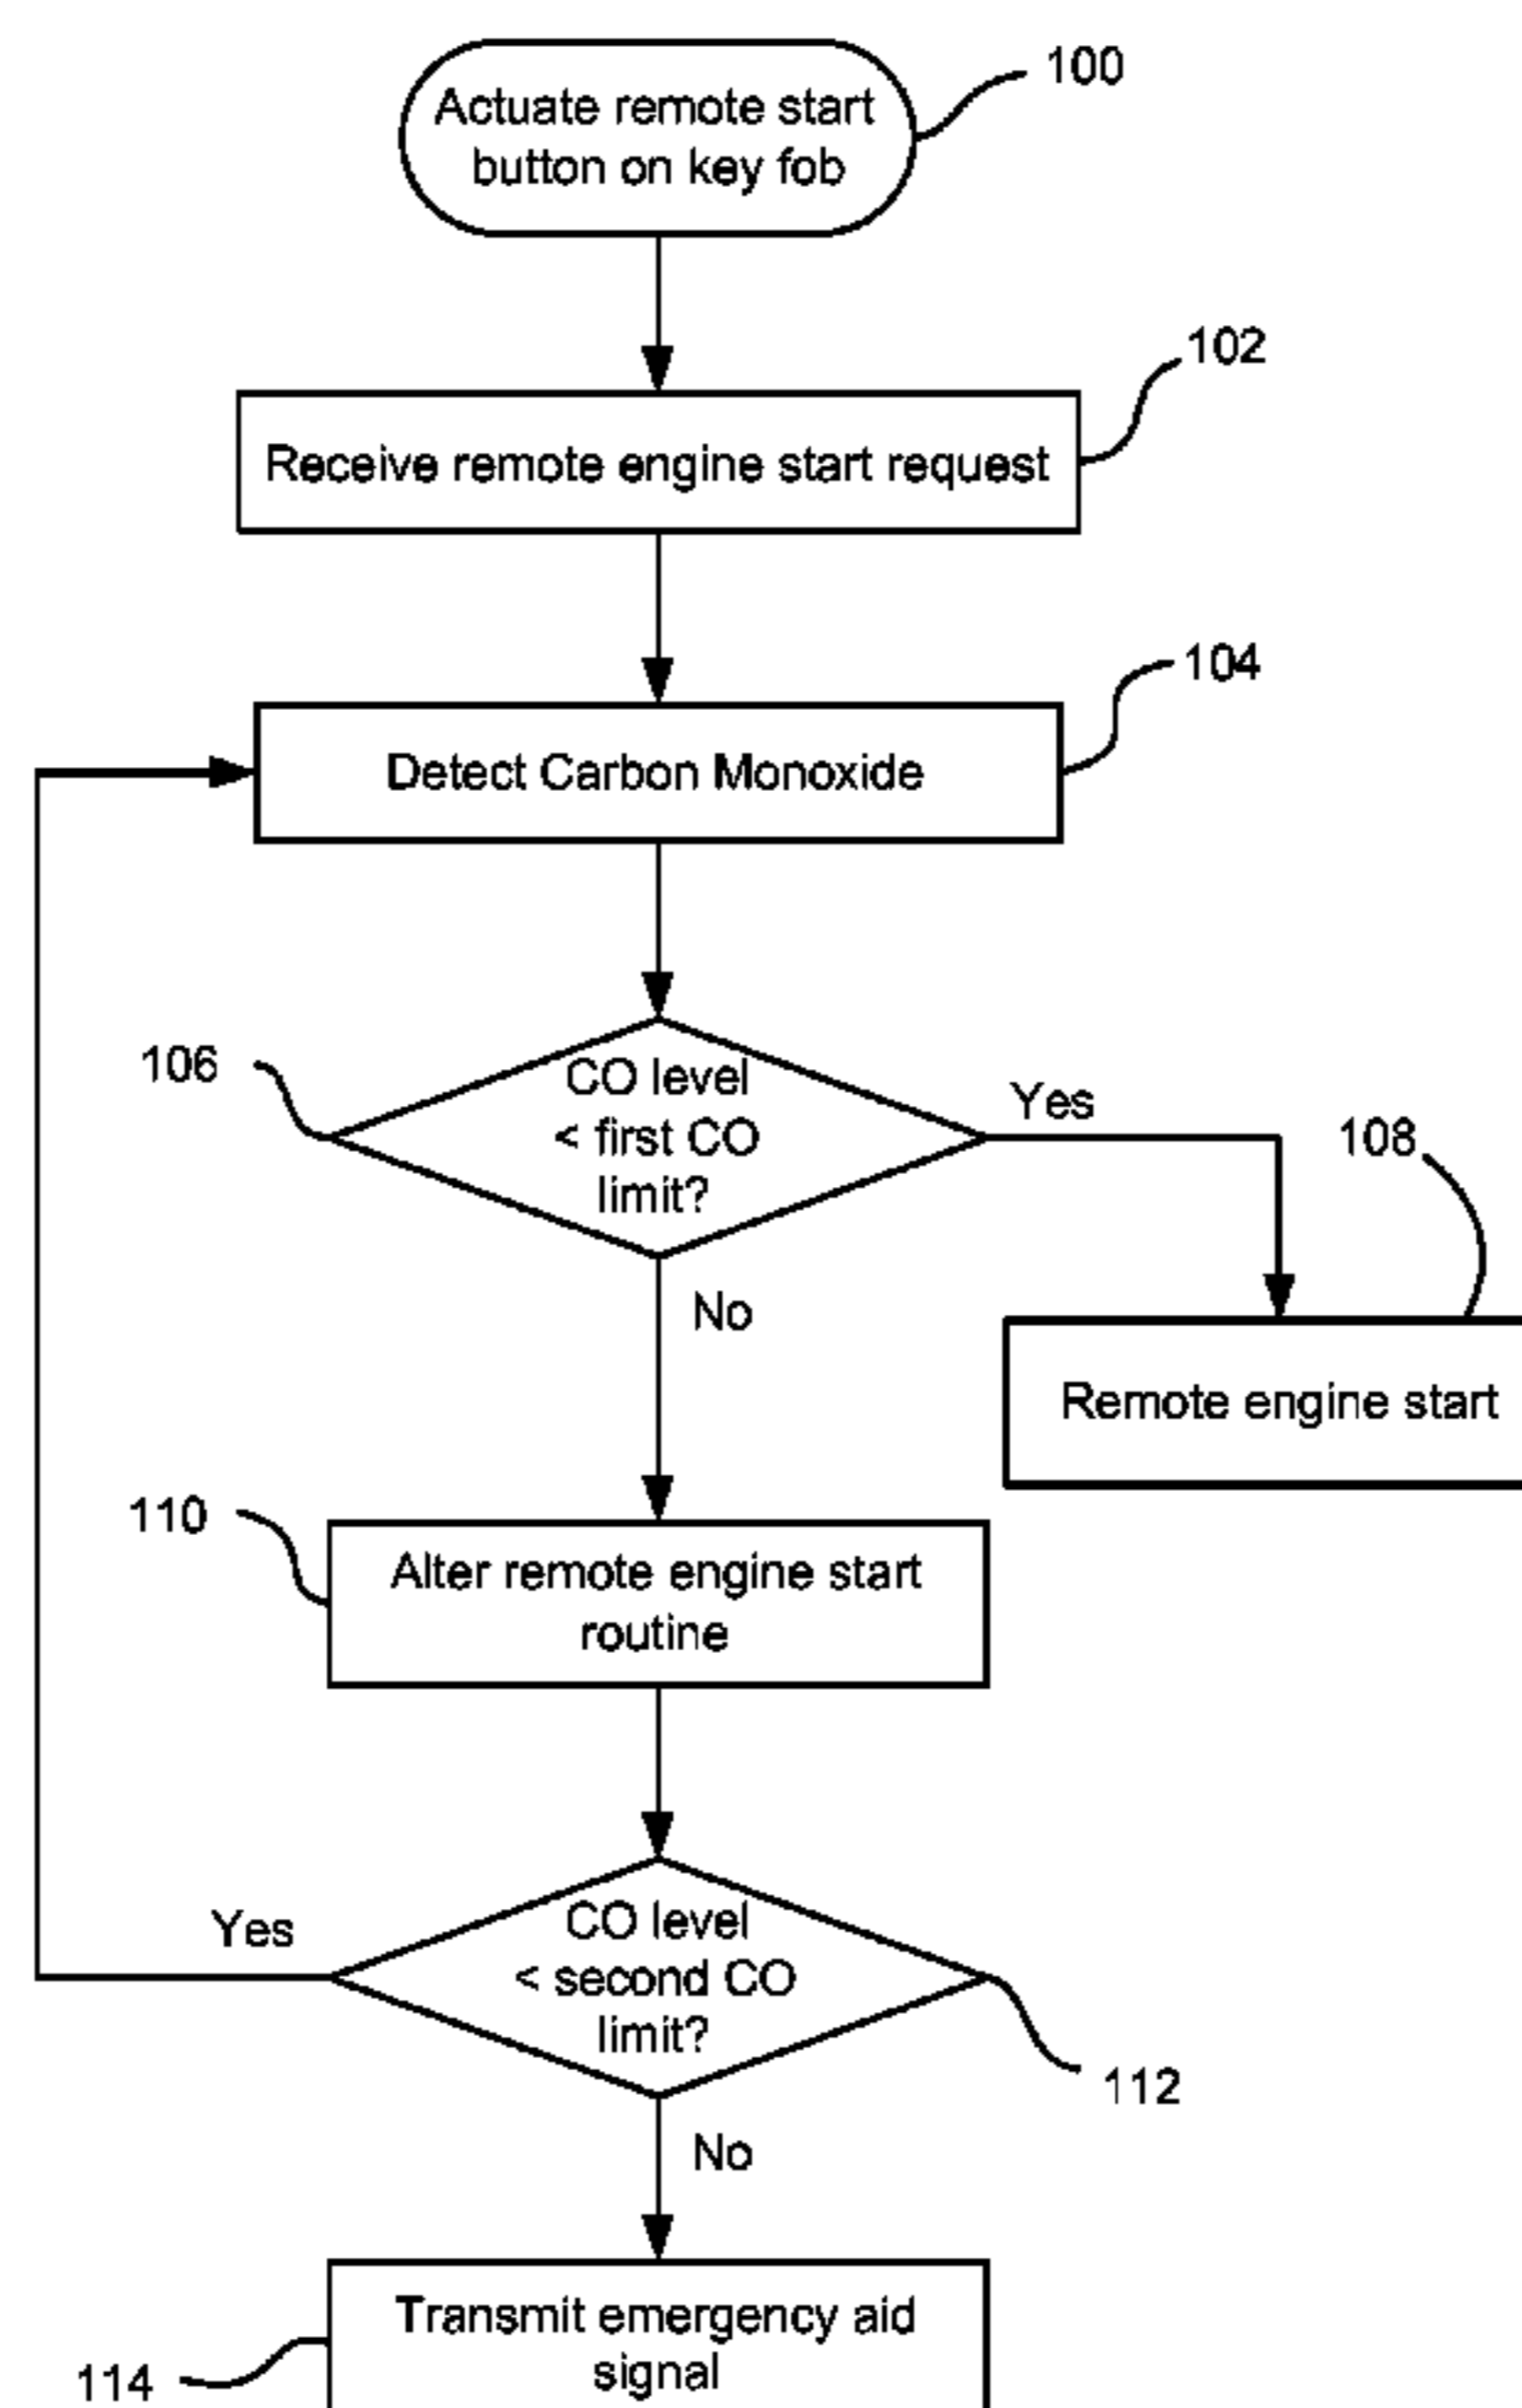 100
Actuate remote start
button on key fob
102
Receive remote engine start request
104
Detect Carbon Monoxide
106
CO level
< first CO
limit?
Yes
108
No
Remote engine start
110
Alter remote engine start
routine
Yes
CO level
< second CO
limit?
112
No
Transmit emergency aid
signal
114